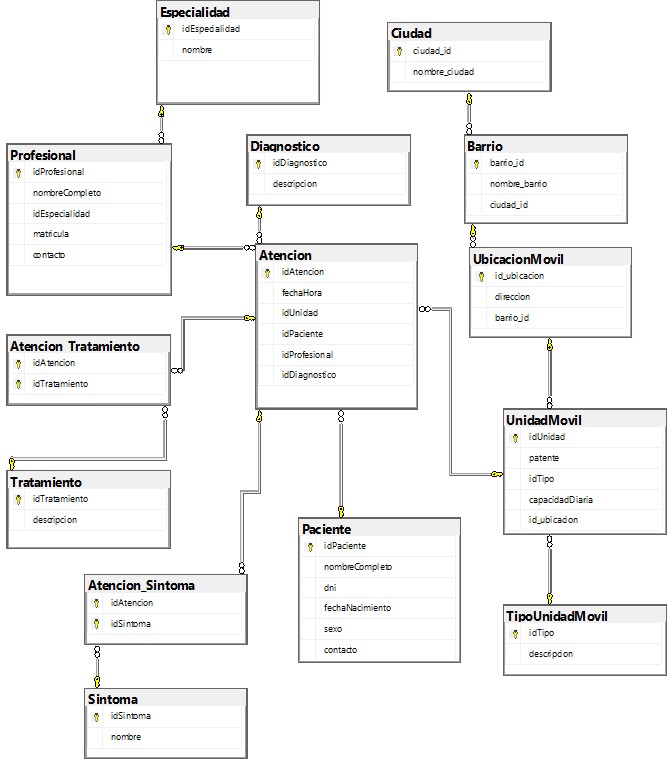 Especialidad
idEspecialidad
nombre
Ciudad
ciudad_id
nombre_ciudad
Profesional
idProfesional
nombreCompleto
idEspecialidad
matricula
contacto
Diagnostico
idDiagnostico
descripcion
Barrio
barrio_id
nombre_barrio
ciudad_id
Atencion
idAtencion
fechaHora
idUnidad
idPaciente
idProfesional
idDiagnostico
UbicacionMovil
id_ubicacion
direccion
barrio_id
Atencion_Tratamiento
idAtencion
idTratamiento
UnidadMovil
idUnidad
patente
idTipo
capacidadDiaria
id_ubicacion
Tratamiento
idTratamiento
descripcion
Paciente
idPaciente
nombreCompleto
dni
fechaNacimiento
sexo
contacto
Atencion_Sintoma
idAtencion
idSintoma
TipoUnidadMovil
idTipo
descripcion
Sintoma
idSintoma
nombre